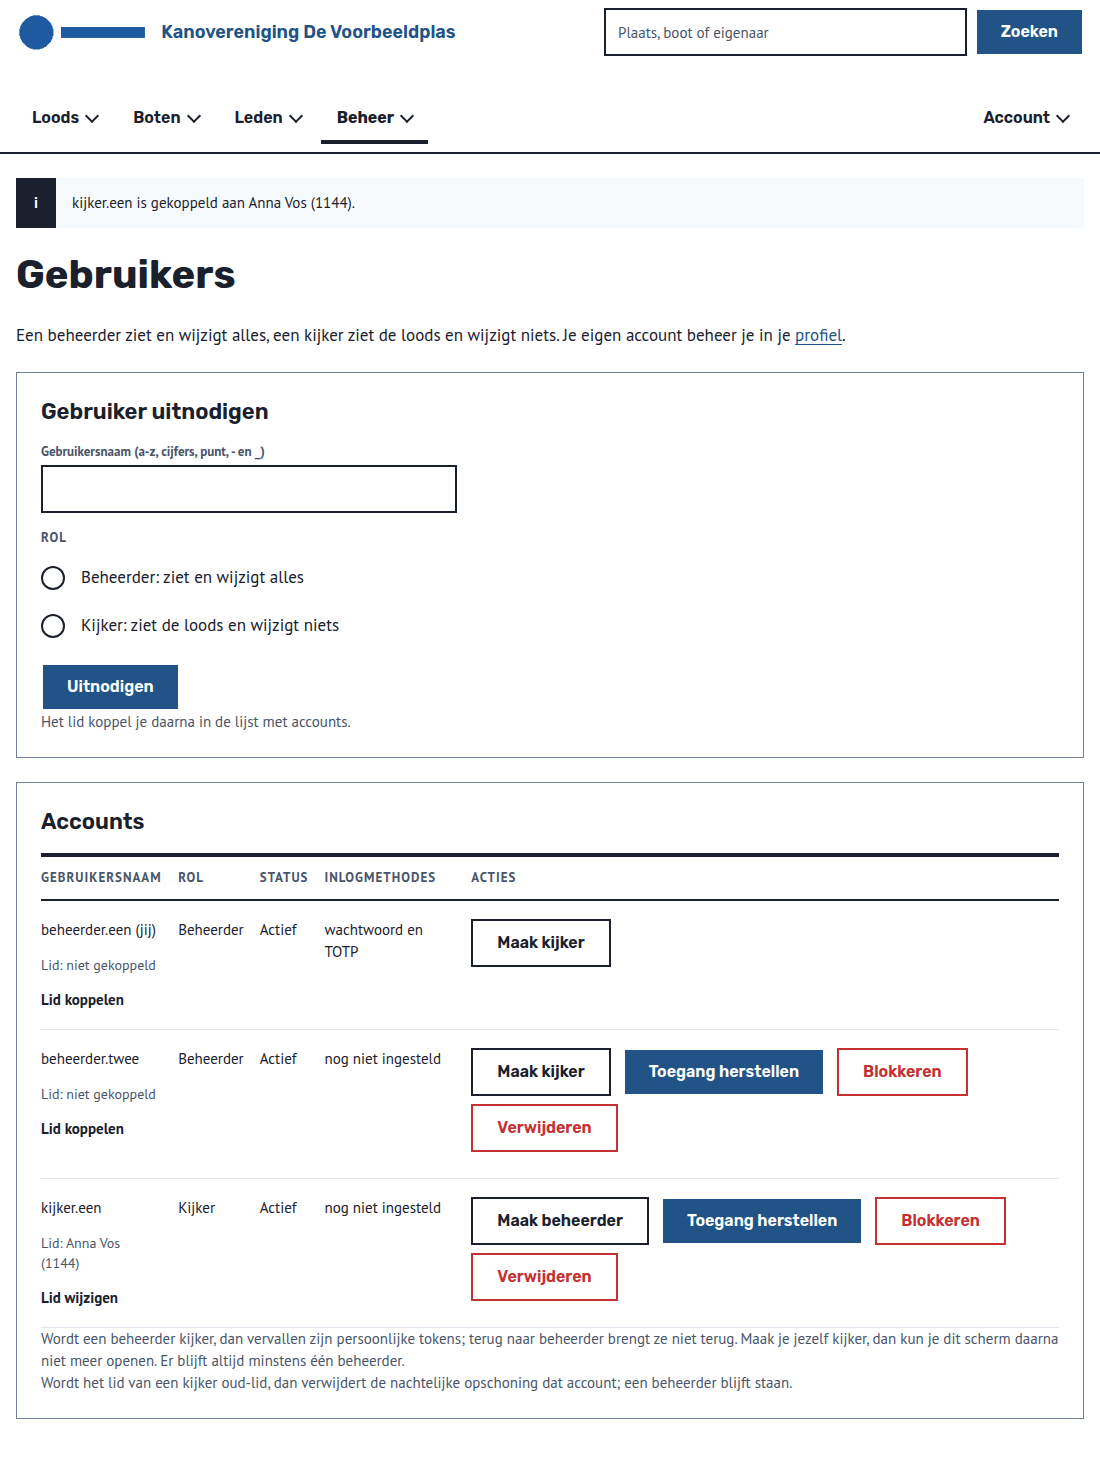 Kanovereniging De Voorbeeldplas
Plaats, boot of eigenaar
Zoeken
Loods
Boten
Leden
Beheer
Account
i
kijker.een is gekoppeld aan Anna Vos (1144).
Gebruikers
Een beheerder ziet en wijzigt alles, een kijker ziet de loods en wijzigt niets. Je eigen account beheer je in je profiel.
Gebruiker uitnodigen
Gebruikersnaam (a-z, cijfers, punt, - en _)
ROL
Beheerder: ziet en wijzigt alles
Kijker: ziet de loods en wijzigt niets
Uitnodigen
Het lid koppel je daarna in de lijst met accounts.
Accounts
GEBRUIKERSNAAM ROL STATUS INLOGMETHODES ACTIES
beheerder.een (jij) Beheerder Actief wachtwoord en TOTP Maak kijker
Lid: niet gekoppeld
Lid koppelen
beheerder.twee Beheerder Actief nog niet ingesteld Maak kijker Toegang herstellen Blokkeren
Lid: niet gekoppeld
Lid koppelen
Verwijderen
kijker.een Kijker Actief nog niet ingesteld Maak beheerder Toegang herstellen Blokkeren
Lid: Anna Vos
(1144)
Lid wijzigen
Verwijderen
Wordt een beheerder kijker, dan vervallen zijn persoonlijke tokens; terug naar beheerder brengt ze niet terug. Maak je jezelf kijker, dan kun je dit scherm daarna
niet meer openen. Er blijft altijd minstens één beheerder.
Wordt het lid van een kijker oud-lid, dan verwijdert de nachtelijke opschoning dat account; een beheerder blijft staan.